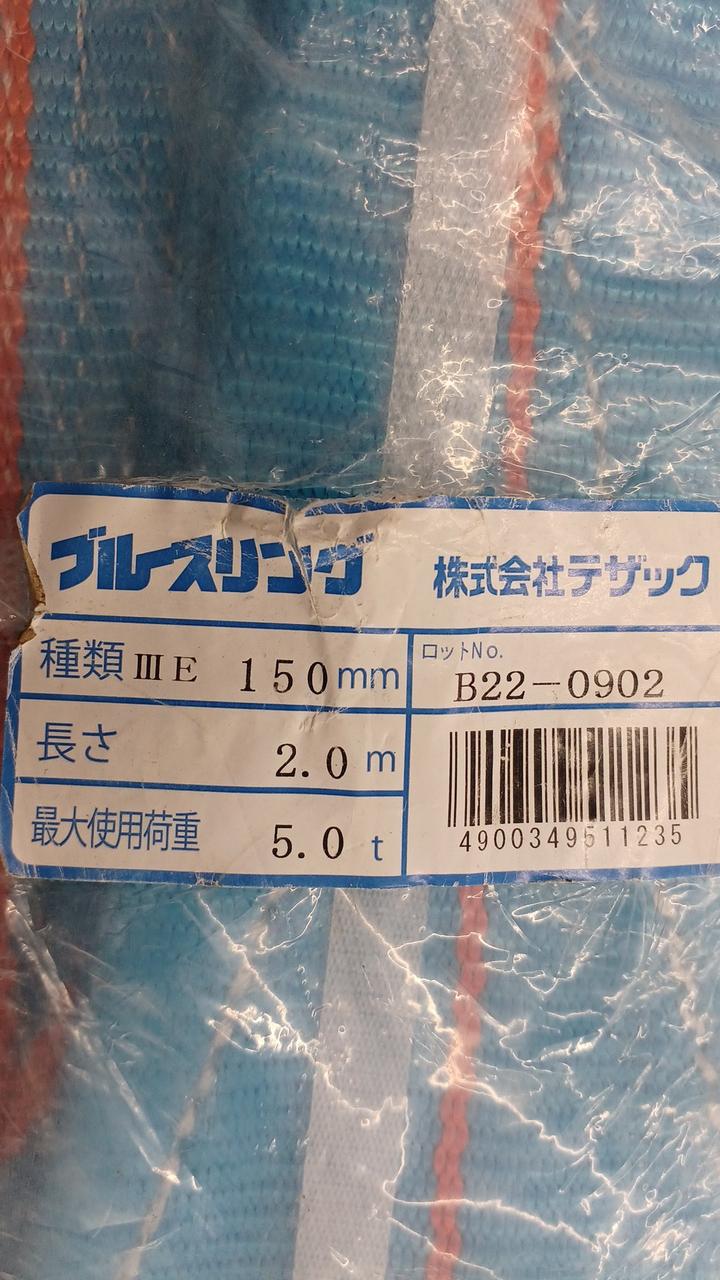 ブルースリング™
株式会社テザック
種類 ⅢE 150mm
ロットNo.
B22-0902
長さ 2.0 m
最大使用荷重 5.0 t
4900349511235